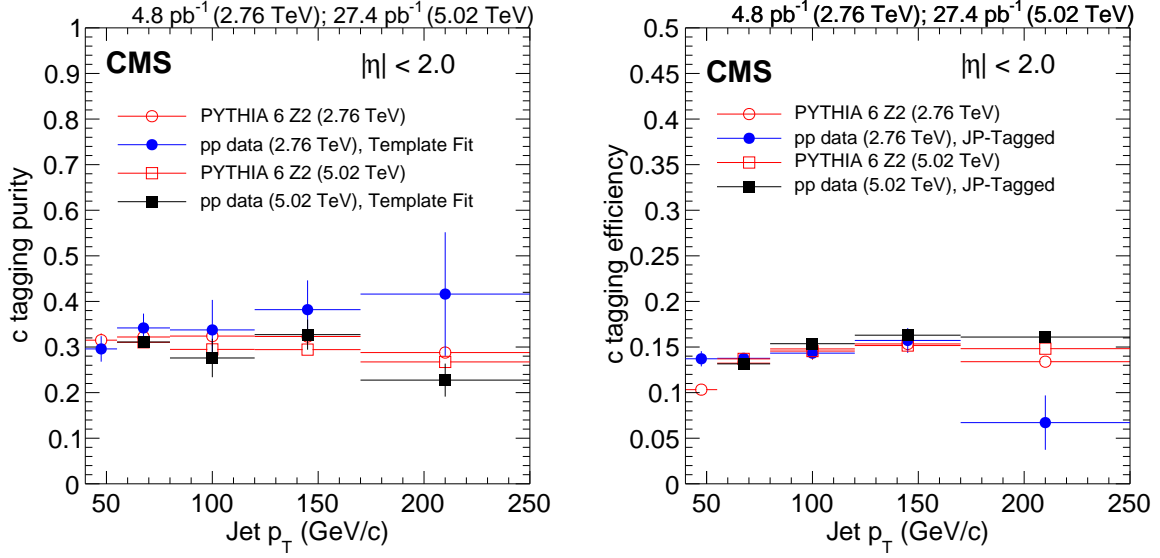 4.8 pb⁻¹ (2.76 TeV); 27.4 pb⁻¹ (5.02 TeV)
1
0.9
0.8
0.7
0.6
0.5
0.4
0.3
0.2
0.1
0
c tagging purity
CMS
|η| < 2.0
PYTHIA 6 Z2 (2.76 TeV)
pp data (2.76 TeV), Template Fit
PYTHIA 6 Z2 (5.02 TeV)
pp data (5.02 TeV), Template Fit
50 100 150 200 250
Jet p_T (GeV/c)
4.8 pb⁻¹ (2.76 TeV); 27.4 pb⁻¹ (5.02 TeV)
0.5
0.45
0.4
0.35
0.3
0.25
0.2
0.15
0.1
0.05
0
c tagging efficiency
CMS
|η| < 2.0
PYTHIA 6 Z2 (2.76 TeV)
pp data (2.76 TeV), JP-Tagged
PYTHIA 6 Z2 (5.02 TeV)
pp data (5.02 TeV), JP-Tagged
50 100 150 200 250
Jet p_T (GeV/c)